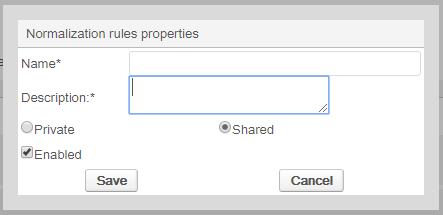 Normalization rules properties
Name*
Description:*
Private Shared
Enabled
Save Cancel